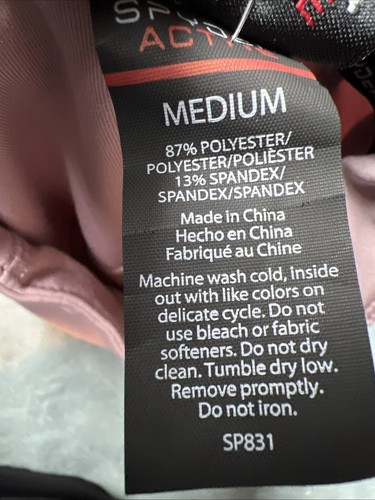 ACTIVE
MEDIUM
87% POLYESTER/
POLYESTER/POLIÈSTER
13% SPANDEX/
SPANDEX/SPANDEX
Made in China
Hecho en China
Fabriqué au Chine
Machine wash cold, inside
out with like colors on
delicate cycle. Do not
use bleach or fabric
softeners. Do not dry
clean. Tumble dry low.
Remove promptly.
Do not iron.
SP831